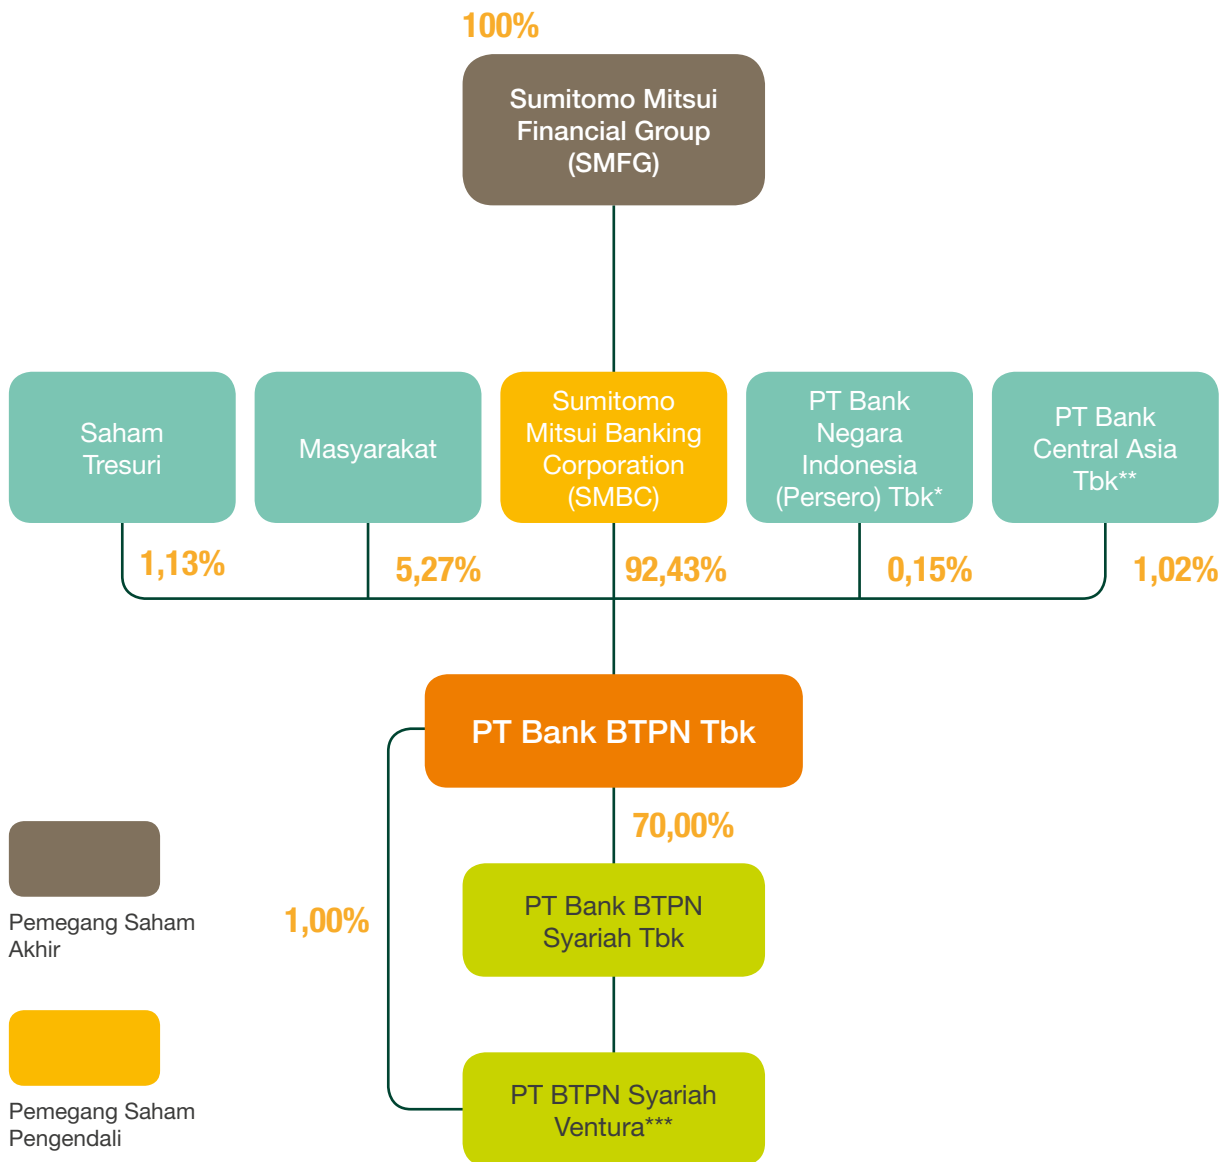 100%
Sumitomo Mitsui
Financial Group
(SMFG)
Saham
Tresuri
Masyarakat
Sumitomo
Mitsui Banking
Corporation
(SMBC)
PT Bank
Negara
Indonesia
(Persero) Tbk*
PT Bank
Central Asia
Tbk**
1,13%
5,27%
92,43%
0,15%
1,02%
PT Bank BTPN Tbk
70,00%
1,00%
PT Bank BTPN
Syariah Tbk
PT BTPN Syariah
Ventura***
Pemegang Saham
Akhir
Pemegang Saham
Pengendali